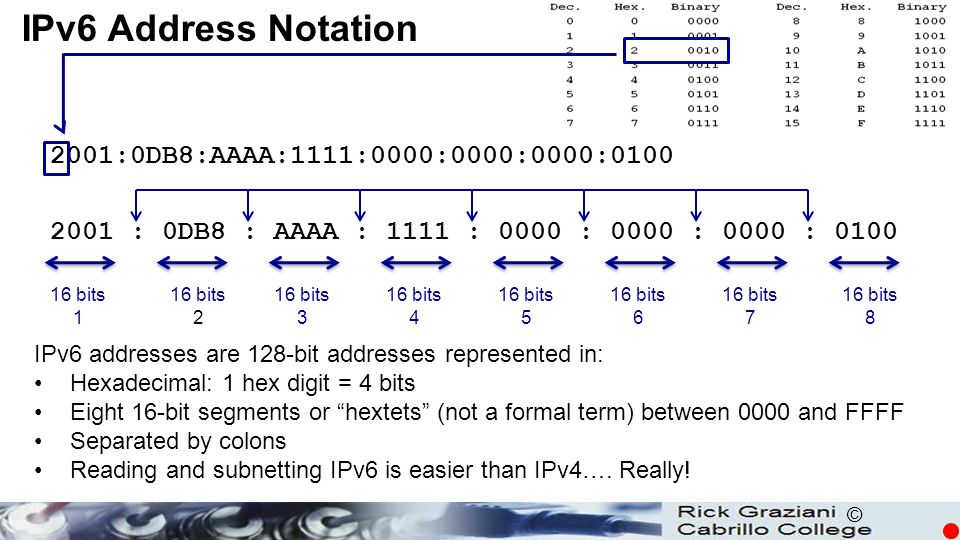 IPv6 Address Notation
Dec. Hex. Binary Dec. Hex. Binary
0 0 0000 8 8 1000
1 1 0001 9 9 1001
2 2 0010 10 A 1010
3 3 0011 11 B 1011
4 4 0100 12 C 1100
5 5 0101 13 D 1101
6 6 0110 14 E 1110
7 7 0111 15 F 1111
2001:0DB8:AAAA:1111:0000:0000:0000:0100
2001 : 0DB8 : AAAA : 1111 : 0000 : 0000 : 0000 : 0100
16 bits 16 bits 16 bits 16 bits 16 bits 16 bits 16 bits 16 bits
1 2 3 4 5 6 7 8
IPv6 addresses are 128-bit addresses represented in:
• Hexadecimal: 1 hex digit = 4 bits
• Eight 16-bit segments or “hextets” (not a formal term) between 0000 and FFFF
• Separated by colons
• Reading and subnetting IPv6 is easier than IPv4…. Really!
Rick Graziani ©
Cabrillo College